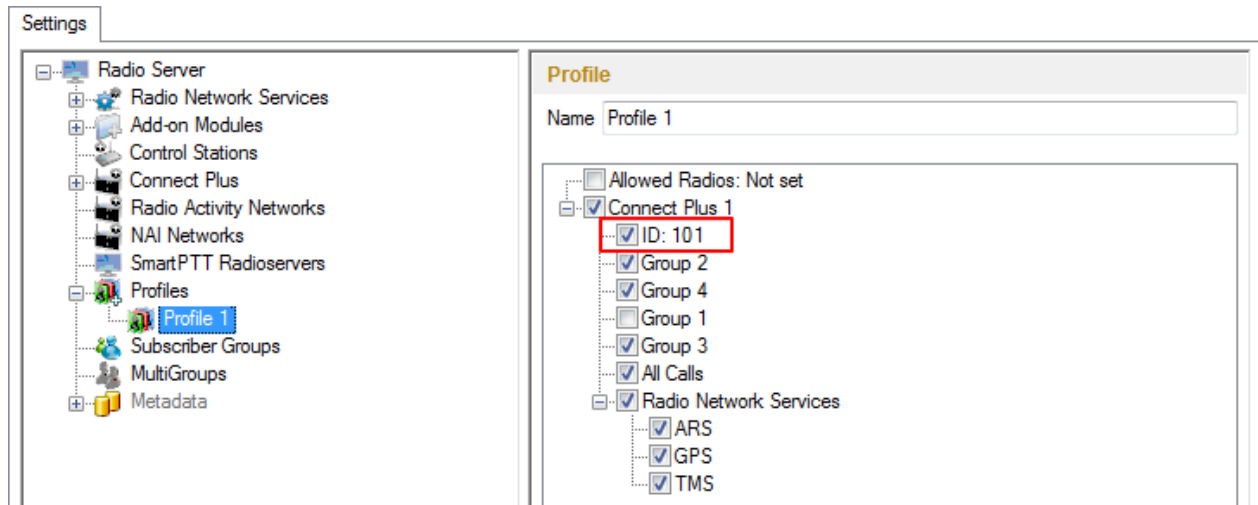 Settings
Radio Server
Radio Network Services
Add-on Modules
Control Stations
Connect Plus
Radio Activity Networks
NAI Networks
SmartPTT Radioservers
Profiles
Profile 1
Subscriber Groups
MultiGroups
Metadata
Profile
Name Profile 1
Allowed Radios: Not set
Connect Plus 1
ID: 101
Group 2
Group 4
Group 1
Group 3
All Calls
Radio Network Services
ARS
GPS
TMS